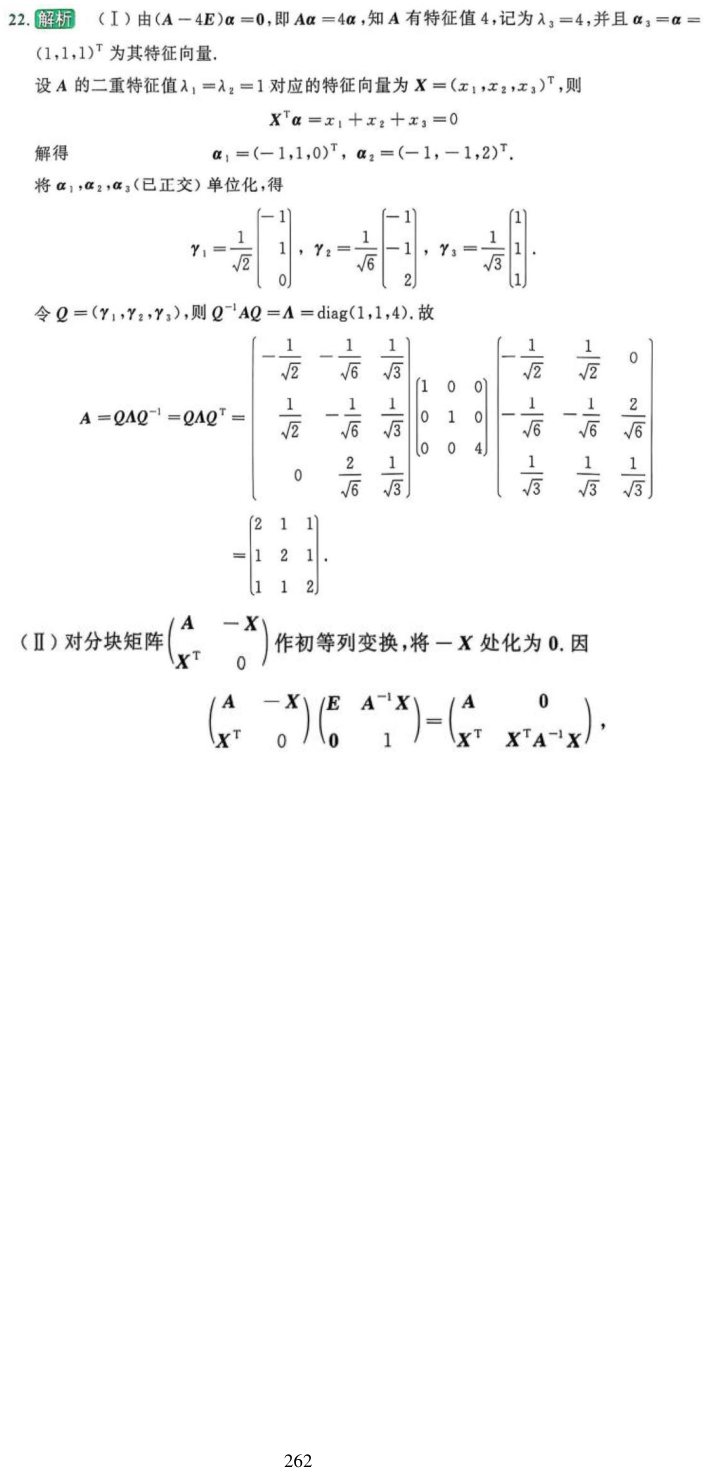 22. 解析 (Ⅰ)由(A－4E)α＝0,即 Aα＝4α,知 A 有特征值 4,记为 λ₃＝4,并且 α₃＝α＝
(1,1,1)ᵀ 为其特征向量.
设 A 的二重特征值 λ₁＝λ₂＝1 对应的特征向量为 X＝(x₁,x₂,x₃)ᵀ,则
Xᵀα＝x₁＋x₂＋x₃＝0
解得 α₁＝(－1,1,0)ᵀ, α₂＝(－1,－1,2)ᵀ.
将 α₁,α₂,α₃(已正交)单位化,得
γ₁＝1/√2 (－1, 1, 0), γ₂＝1/√6 (－1, －1, 2), γ₃＝1/√3 (1, 1, 1).
令 Q＝(γ₁,γ₂,γ₃),则 Q⁻¹AQ＝Λ＝diag(1,1,4).故
A＝QΛQ⁻¹＝QΛQᵀ＝ (－1/√2 －1/√6 1/√3; 1/√2 －1/√6 1/√3; 0 2/√6 1/√3) (1 0 0; 0 1 0; 0 0 4) (－1/√2 1/√2 0; －1/√6 －1/√6 2/√6; 1/√3 1/√3 1/√3)
＝ (2 1 1; 1 2 1; 1 1 2).
(Ⅱ)对分块矩阵 (A －X; Xᵀ 0) 作初等列变换,将－X 处化为 0.因
(A －X; Xᵀ 0) (E A⁻¹X; 0 1)＝(A 0; Xᵀ XᵀA⁻¹X),
262